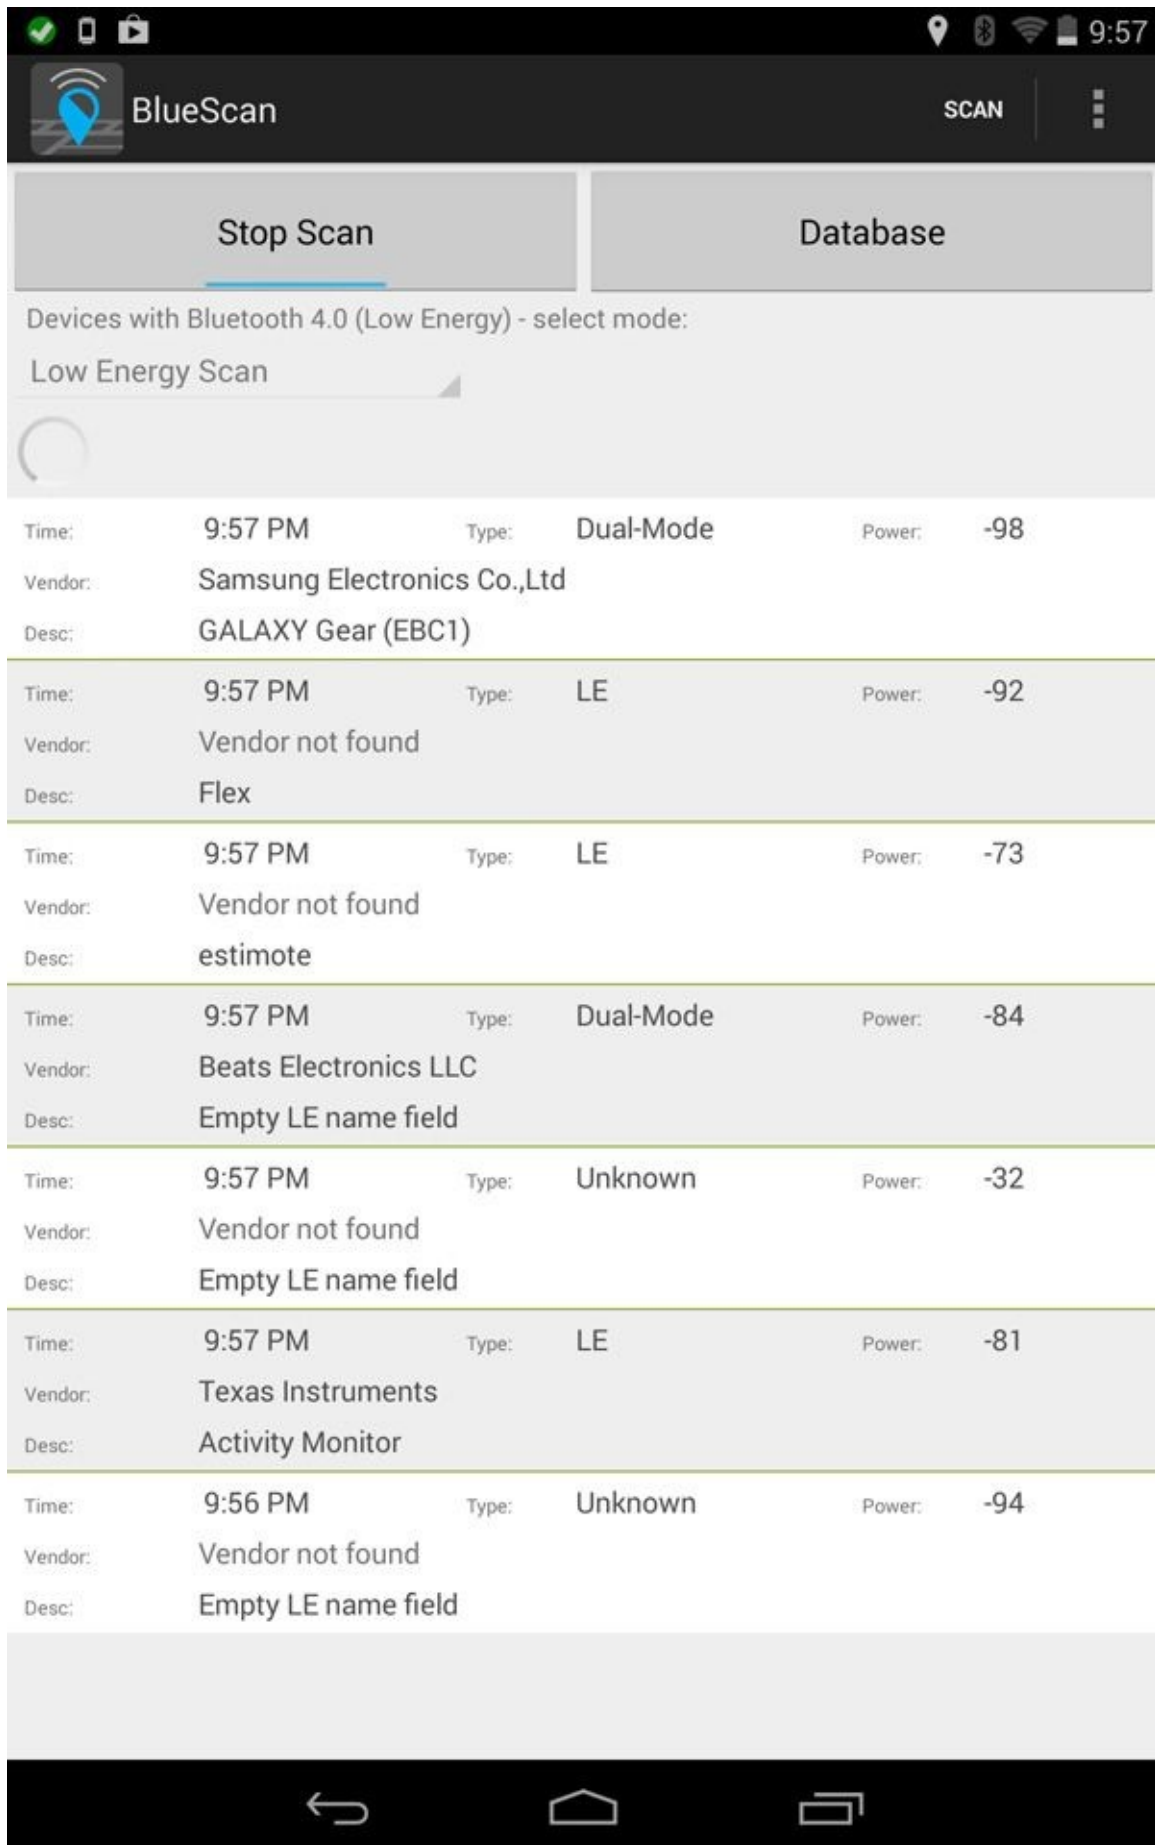 9:57
BlueScan SCAN
Stop Scan Database
Devices with Bluetooth 4.0 (Low Energy) - select mode:
Low Energy Scan
Time: 9:57 PM Type: Dual-Mode Power: -98
Vendor: Samsung Electronics Co.,Ltd
Desc: GALAXY Gear (EBC1)
Time: 9:57 PM Type: LE Power: -92
Vendor: Vendor not found
Desc: Flex
Time: 9:57 PM Type: LE Power: -73
Vendor: Vendor not found
Desc: estimote
Time: 9:57 PM Type: Dual-Mode Power: -84
Vendor: Beats Electronics LLC
Desc: Empty LE name field
Time: 9:57 PM Type: Unknown Power: -32
Vendor: Vendor not found
Desc: Empty LE name field
Time: 9:57 PM Type: LE Power: -81
Vendor: Texas Instruments
Desc: Activity Monitor
Time: 9:56 PM Type: Unknown Power: -94
Vendor: Vendor not found
Desc: Empty LE name field